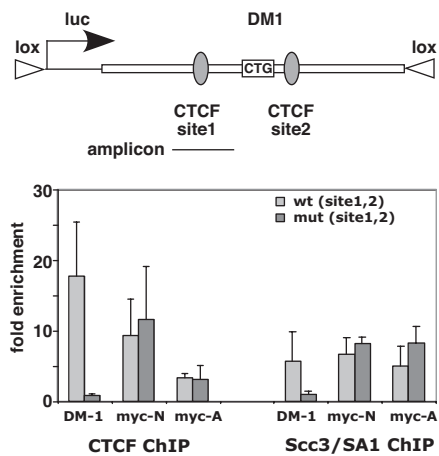 luc DM1
lox lox
CTG
CTCF CTCF
site1 site2
amplicon
30
wt (site1,2)
mut (site1,2)
20
fold enrichment
10
0
DM-1 myc-N myc-A DM-1 myc-N myc-A
CTCF ChIP Scc3/SA1 ChIP